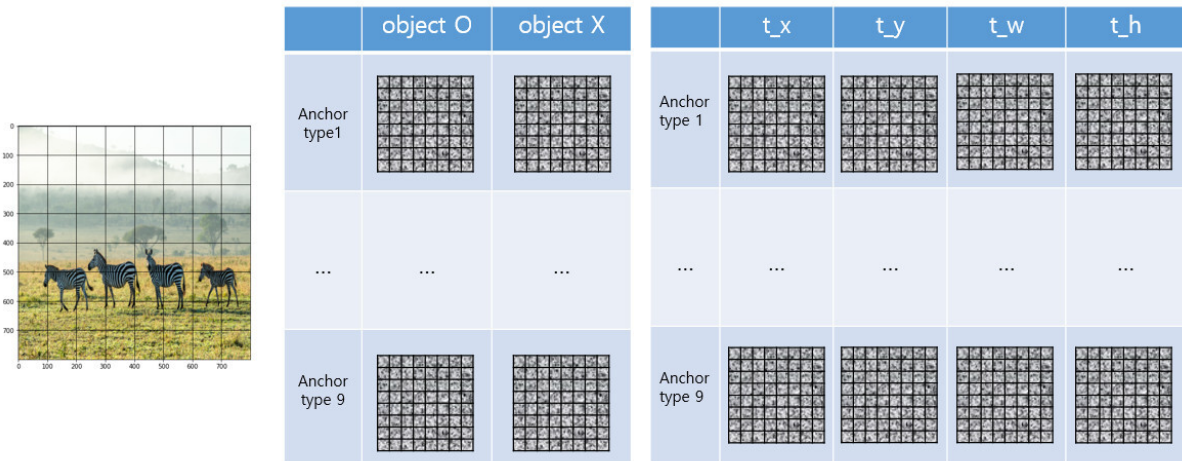 0
100
200
300
400
500
600
700
0 100 200 300 400 500 600 700
object O object X
Anchor
type1
... ... ...
Anchor
type 9
t_x t_y t_w t_h
Anchor
type 1
... ... ... ... ...
Anchor
type 9